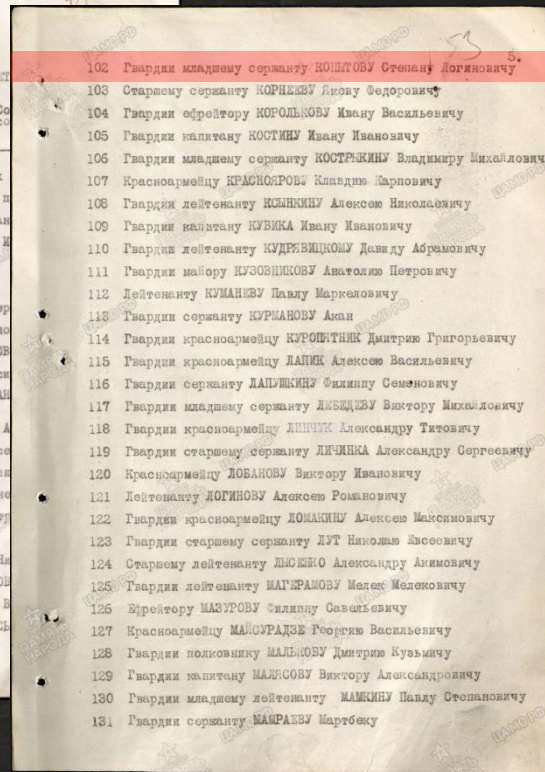 53
5.
102 Гвардии младшему сержанту КОПЫТОВУ Степану Логиновичу
103 Старшему сержанту КОРНЕЕВУ Якову Федоровичу
104 Гвардии ефрейтору КОРОЛЬКОВУ Ивану Васильевичу
105 Гвардии капитану КОСТИНУ Ивану Ивановичу
106 Гвардии младшему сержанту КОСТРЫКИНУ Владимиру Михайлович
107 Красноармейцу КРАСНОЯРОВУ Клавдию Карповичу
108 Гвардии лейтенанту КСЫНКИНУ Алексею Николаевичу
109 Гвардии капитану КУВИКА Ивану Ивановичу
110 Гвардии лейтенанту КУДРЯВИЦКОМУ Давиду Абрамовичу
111 Гвардии майору КУЗОВНИКОВУ Анатолию Петровичу
112 Лейтенанту КУМАНЕВУ Павлу Маркеловичу
113 Гвардии сержанту КУРМАНОВУ Акан
114 Гвардии красноармейцу КУРОПЯТНИК Дмитрию Григорьевичу
115 Гвардии красноармейцу ЛАПИК Алексею Васильевичу
116 Гвардии сержанту ЛАПУШКИНУ Филиппу Семеновичу
117 Гвардии младшему сержанту ЛЕБЕДЕВУ Виктору Михайловичу
118 Гвардии красноармейцу ЛИНЧУК Александру Титовичу
119 Гвардии старшему сержанту ЛИЧИНКА Александру Сергеевичу
120 Красноармейцу ЛОБАНОВУ Виктору Ивановичу
121 Лейтенанту ЛОГИНОВУ Алексею Романовичу
122 Гвардии красноармейцу ЛОМАКИНУ Алексею Максимовичу
123 Гвардии старшему сержанту ЛУТ Николаю Евсеевичу
124 Старшему лейтенанту ЛЫСЕНКО Александру Акимовичу
125 Гвардии лейтенанту МАГЕРАМОВУ Мелек Мелековичу
126 Ефрейтору МАЗУРОВУ Филиппу Савельевичу
127 Красноармейцу МАЙСУРАДЗЕ Георгию Васильевичу
128 Гвардии полковнику МАЛЬКОВУ Дмитрию Кузьмичу
129 Гвардии капитану МАЛЯСОВУ Виктору Александровичу
130 Гвардии младшему лейтенанту МАМКИНУ Павлу Степановичу
131 Гвардии сержанту МАМРАЕВУ Мартбеку